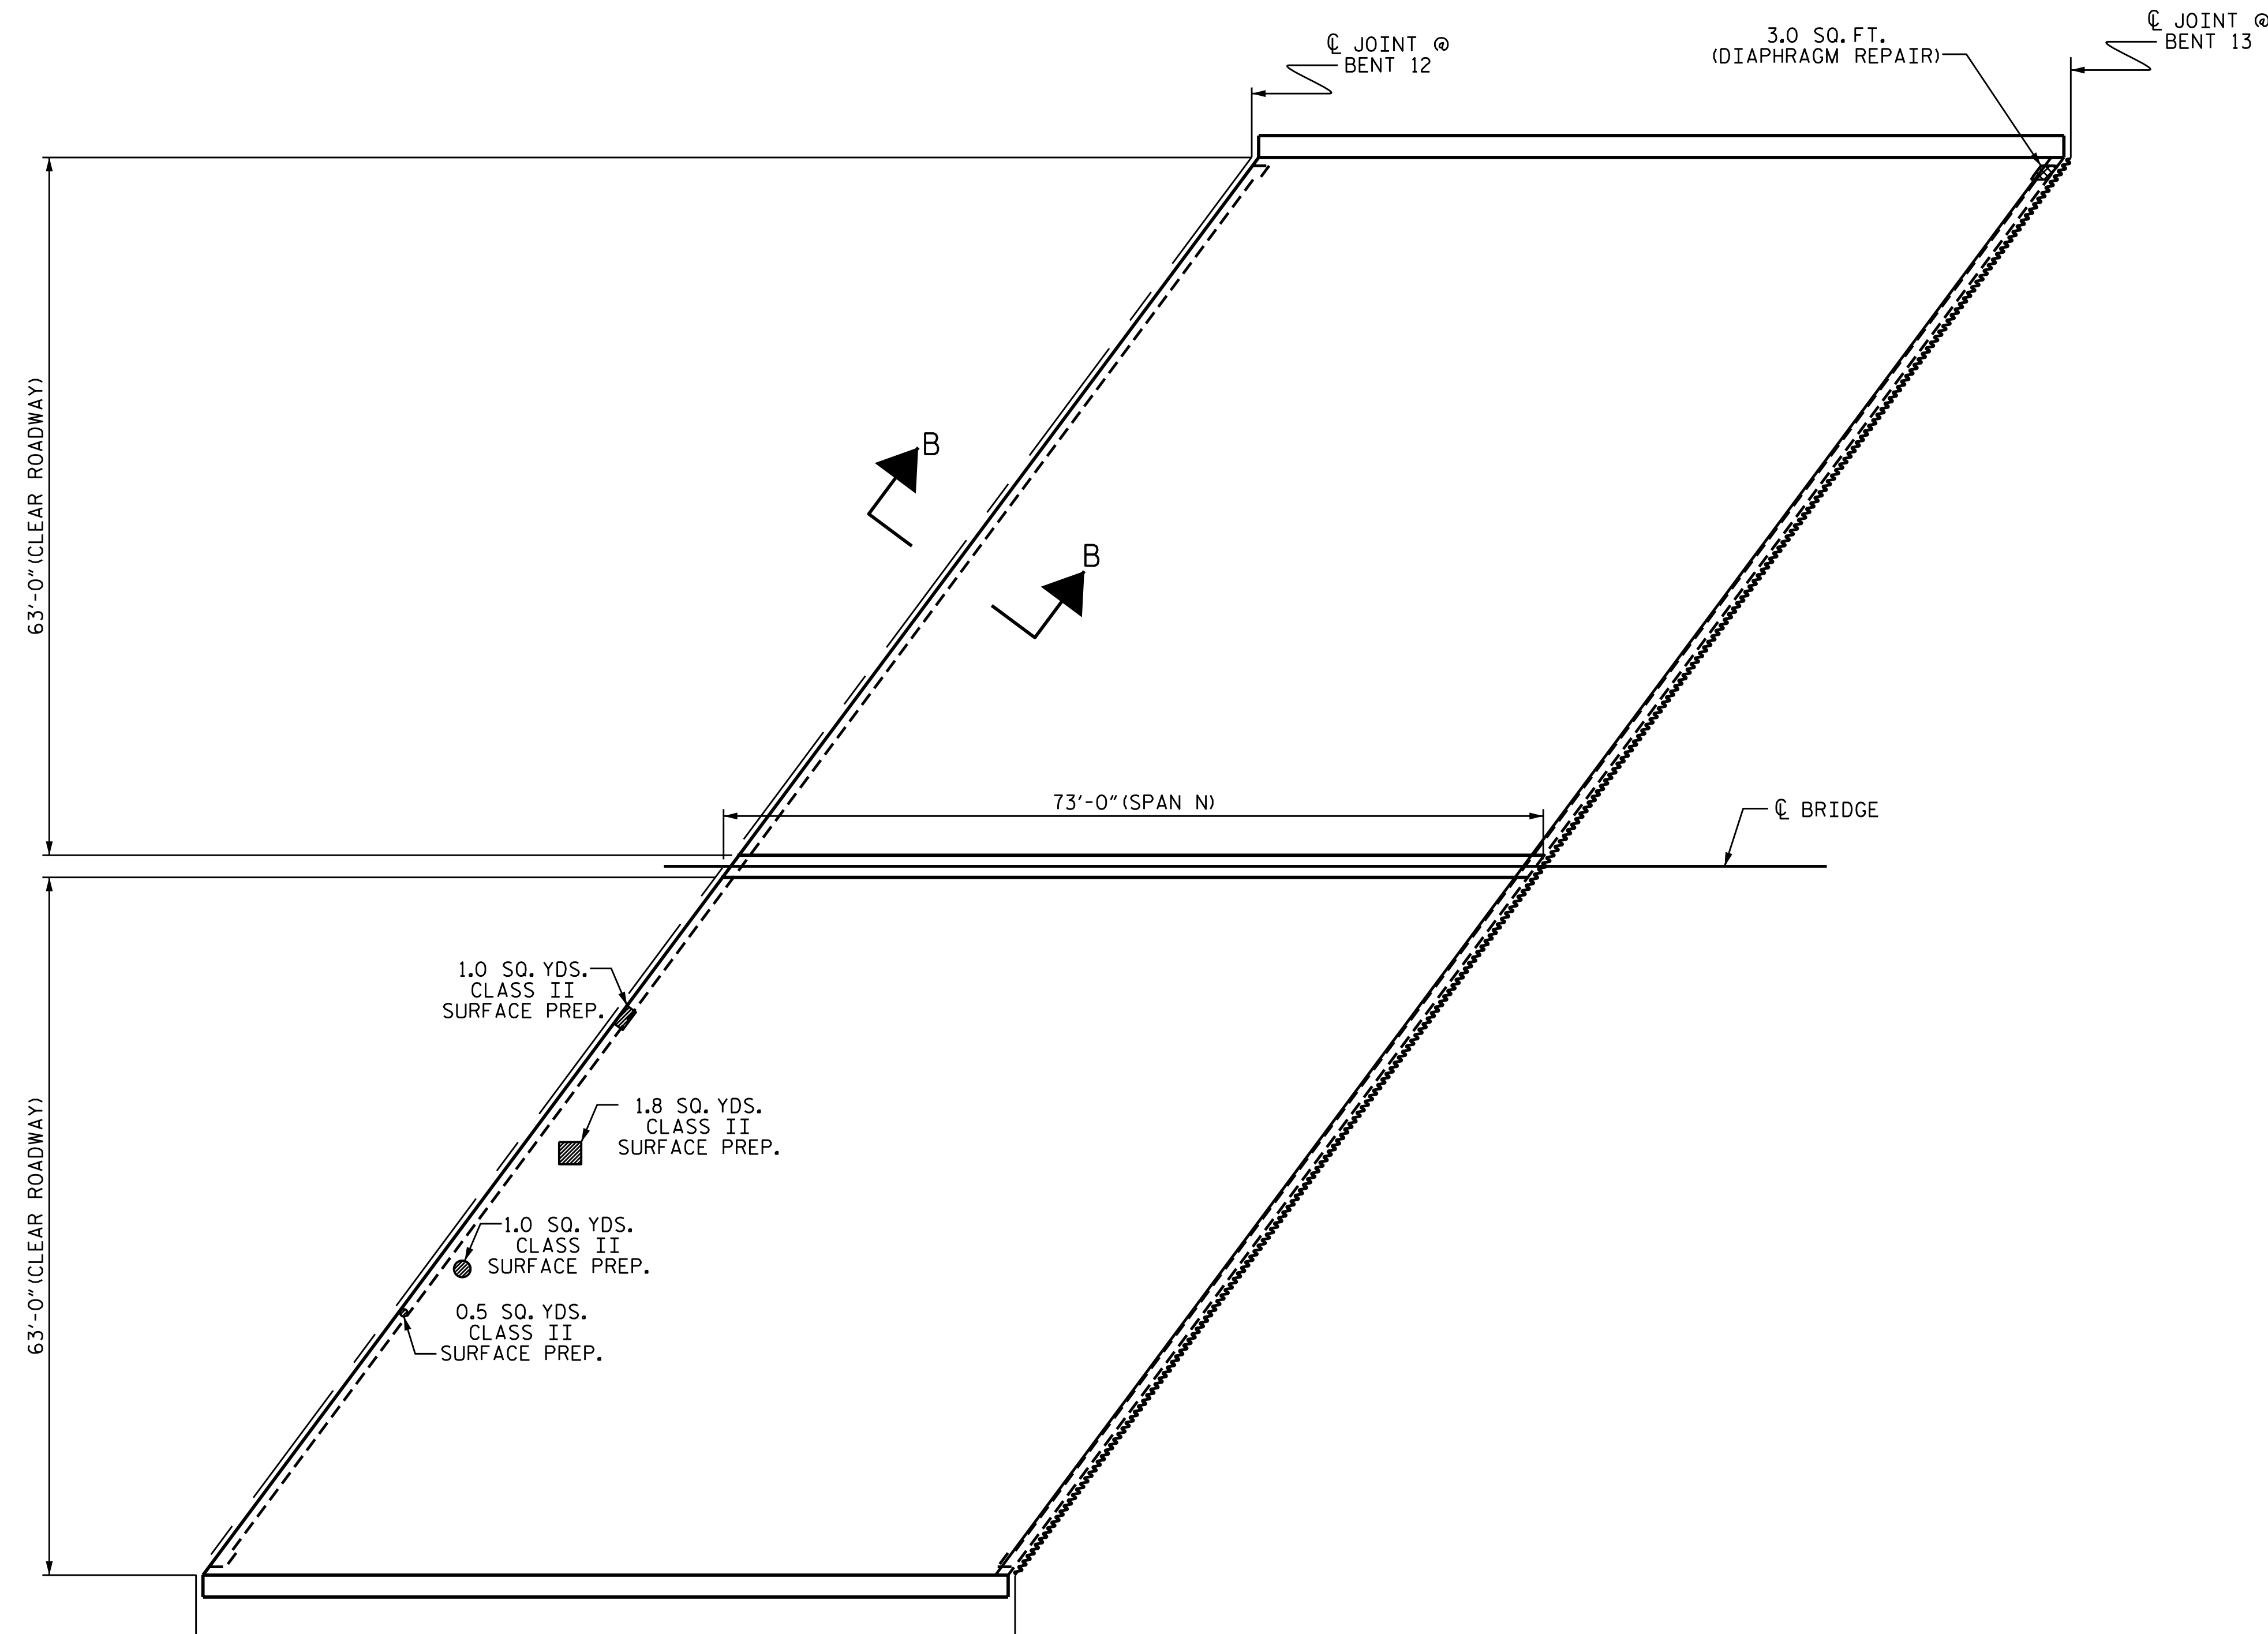 ℄ JOINT @
BENT 12
3.0 SQ. FT.
(DIAPHRAGM REPAIR)
℄ JOINT @
BENT 13
63'-0" (CLEAR ROADWAY)
B
B
73'-0" (SPAN N)
℄ BRIDGE
1.0 SQ. YDS.
CLASS II
SURFACE PREP.
1.8 SQ. YDS.
CLASS II
SURFACE PREP.
63'-0" (CLEAR ROADWAY)
1.0 SQ. YDS.
CLASS II
SURFACE PREP.
0.5 SQ. YDS.
CLASS II
SURFACE PREP.